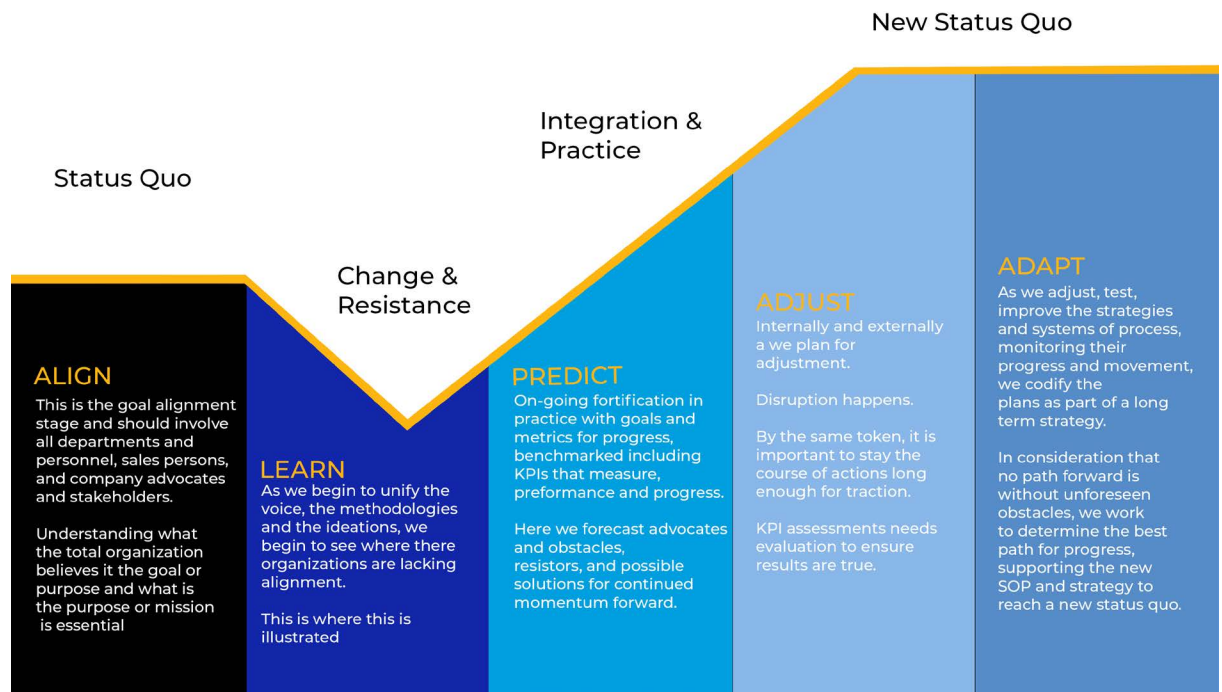 New Status Quo
Integration &
Practice
Status Quo
Change &
Resistance
ALIGN
This is the goal alignment
stage and should involve
all departments and
personnel, sales persons,
and company advocates
and stakeholders.
Understanding what
the total organization
believes it the goal or
purpose and what is
the purpose or mission
is essential
LEARN
As we begin to unify the
voice, the methodologies
and the ideations, we
begin to see where there
organizations are lacking
alignment.
This is where this is
illustrated
PREDICT
On-going fortification in
practice with goals and
metrics for progress,
benchmarked including
KPIs that measure,
preformance and progress.
Here we forecast advocates
and obstacles,
resistors, and possible
solutions for continued
momentum forward.
ADJUST
Internally and externally
a we plan for
adjustment.
Disruption happens.
By the same token, it is
important to stay the
course of actions long
enough for traction.
KPI assessments needs
evaluation to ensure
results are true.
ADAPT
As we adjust, test,
improve the strategies
and systems of process,
monitoring their
progress and movement,
we codify the
plans as part of a long
term strategy.
In consideration that
no path forward is
without unforeseen
obstacles, we work
to determine the best
path for progress,
supporting the new
SOP and strategy to
reach a new status quo.